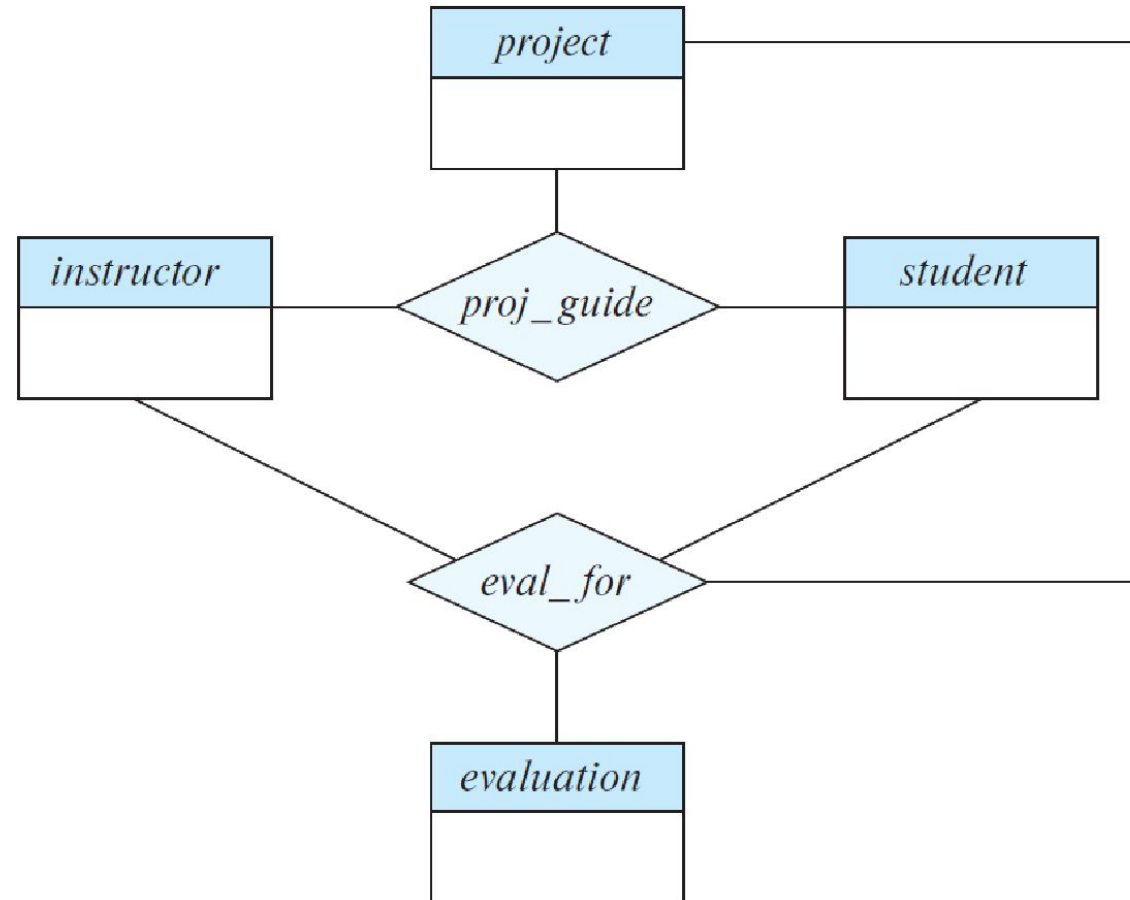 project
instructor
student
proj_guide
eval_for
evaluation